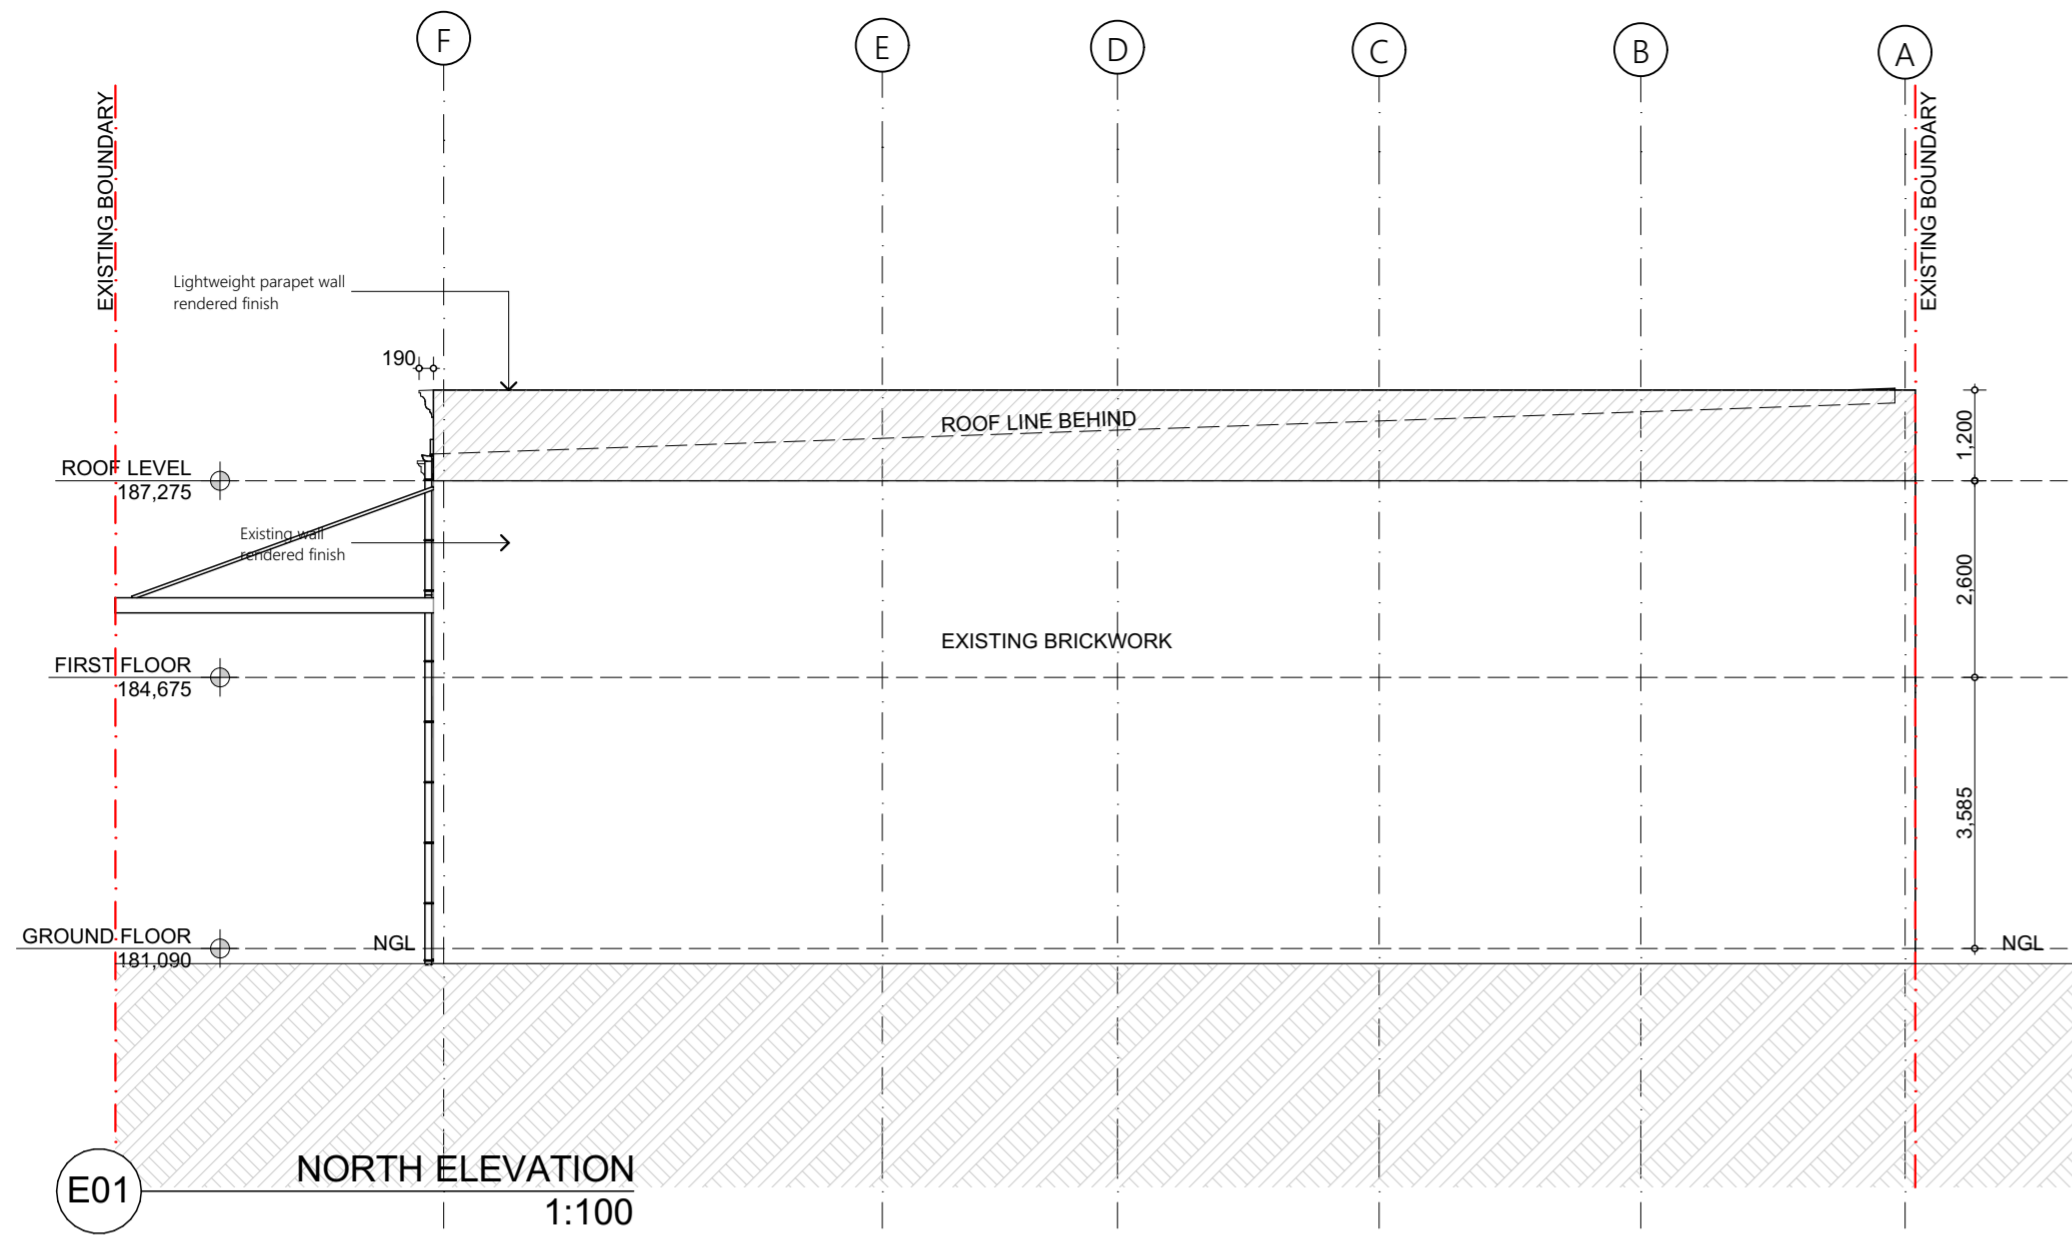 F
E
D
C
B
A
EXISTING BOUNDARY
EXISTING BOUNDARY
Lightweight parapet wall
rendered finish
190
ROOF LINE BEHIND
1,200
ROOF LEVEL
187,275
Existing wall
rendered finish
2,600
EXISTING BRICKWORK
FIRST FLOOR
184,675
3,585
GROUND FLOOR
181,090
NGL
NGL
E01
NORTH ELEVATION
1:100